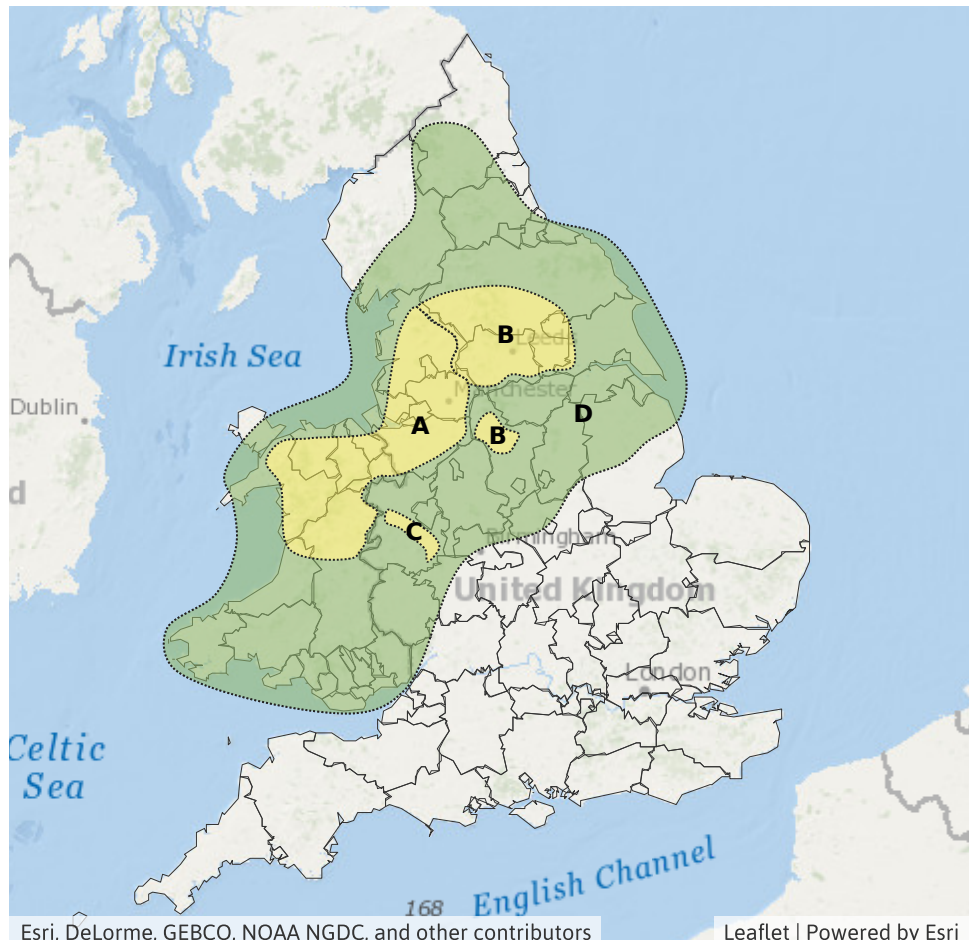 Irish Sea
B
Leeds
Manchester
Dublin
D
A
B
d
C
Birmingham
United Kingdom
London
Celtic
Sea
English Channel
168
Esri, DeLorme, GEBCO, NOAA NGDC, and other contributors
Leaflet | Powered by Esri